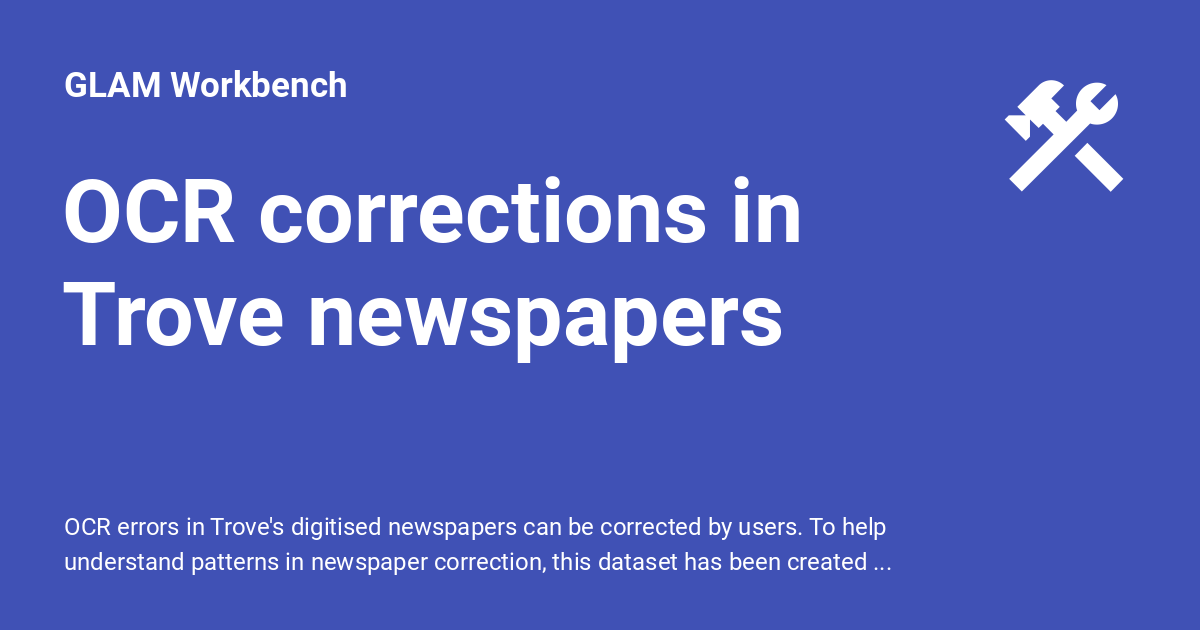 GLAM Workbench
OCR corrections in
Trove newspapers
OCR errors in Trove's digitised newspapers can be corrected by users. To help
understand patterns in newspaper correction, this dataset has been created ...